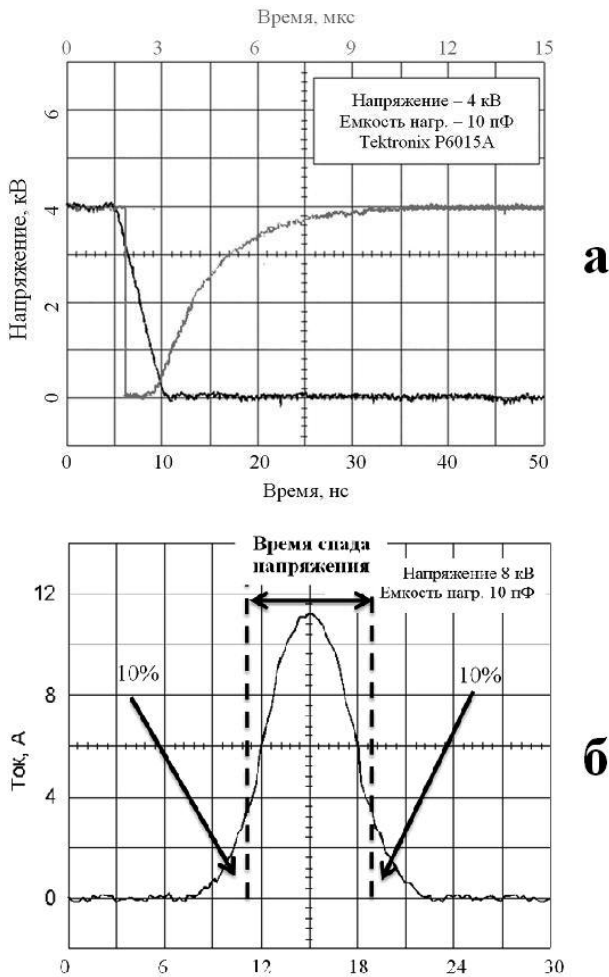 Время, мкс
0 3 6 9 12 15
Напряжение – 4 кВ
Емкость нагр. – 10 пФ
Tektronix P6015A
Напряжение, кВ
6
4
2
0
а
0 10 20 30 40 50
Время, нс
Время спада
напряжения
Напряжение 8 кВ
Емкость нагр. 10 пФ
12
10%
10%
8
Ток, А
4
0
б
0 6 12 18 24 30